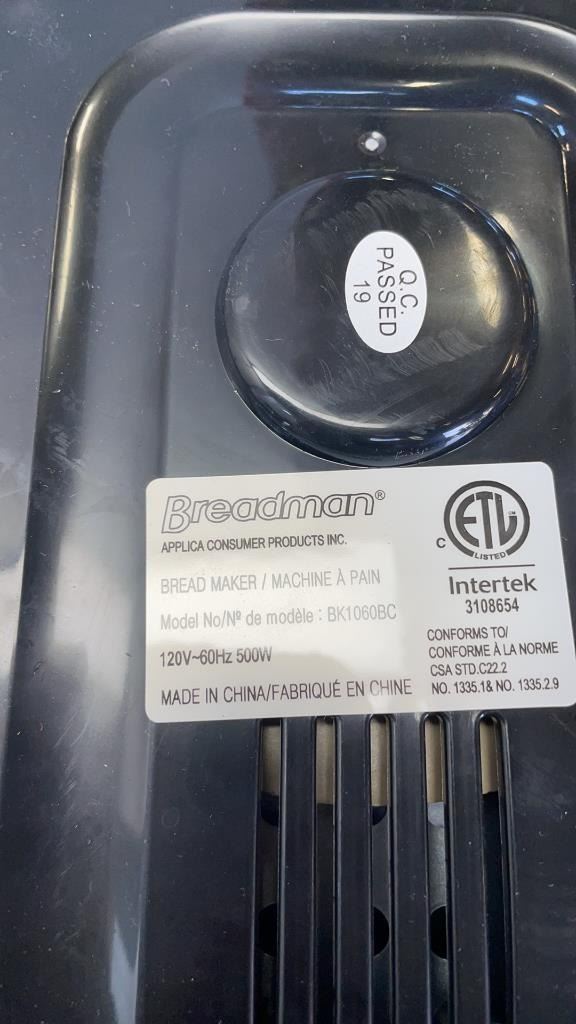 Q.C.
PASSED
19
Breadman®
APPLICA CONSUMER PRODUCTS INC.
BREAD MAKER / MACHINE À PAIN
Model No/Nº de modèle : BK1060BC
120V~60Hz 500W
MADE IN CHINA/FABRIQUÉ EN CHINE
C ETL CM
LISTED
Intertek
3108654
CONFORMS TO/
CONFORME À LA NORME
CSA STD.C22.2
NO. 1335.1& NO. 1335.2.9